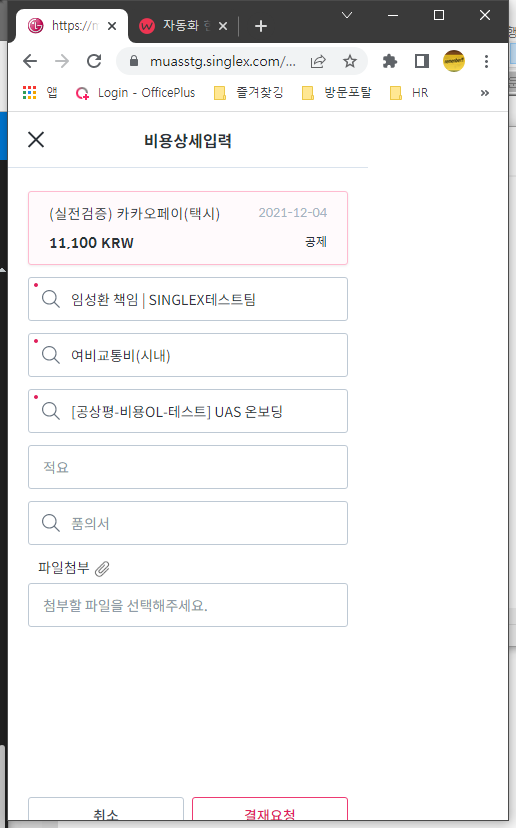 https://m
자동화
muasstg.singlex.com/...
앱
Login - OfficePlus
즐겨찾깅
방문포탈
HR
비용상세입력
(실전검증) 카카오페이(택시) 2021-12-04
11,100 KRW 공제
임성환 책임 | SINGLEX테스트팀
여비교통비(시내)
[공상평-비용OL-테스트] UAS 온보딩
적요
품의서
파일첨부
첨부할 파일을 선택해주세요.
취소 결재요청